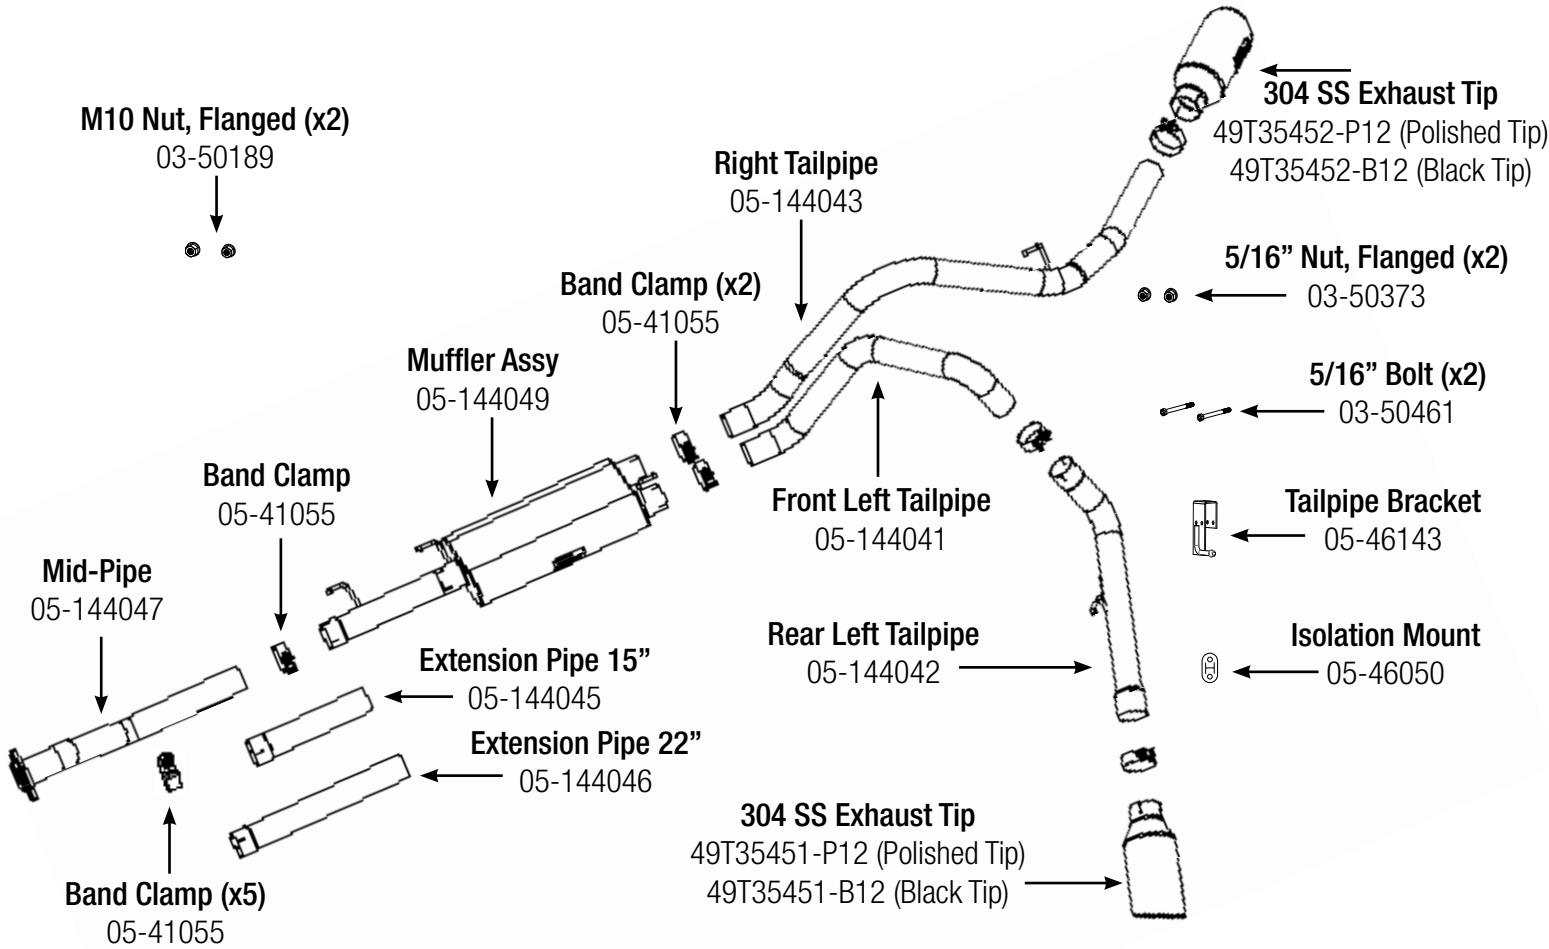 304 SS Exhaust Tip
49T35452-P12 (Polished Tip)
49T35452-B12 (Black Tip)
M10 Nut, Flanged (x2)
03-50189
Right Tailpipe
05-144043
5/16” Nut, Flanged (x2)
03-50373
Band Clamp (x2)
05-41055
Muffler Assy
05-144049
5/16” Bolt (x2)
03-50461
Band Clamp
05-41055
Front Left Tailpipe
05-144041
Tailpipe Bracket
05-46143
Mid-Pipe
05-144047
Rear Left Tailpipe
05-144042
Isolation Mount
05-46050
Extension Pipe 15”
05-144045
Extension Pipe 22”
05-144046
304 SS Exhaust Tip
49T35451-P12 (Polished Tip)
49T35451-B12 (Black Tip)
Band Clamp (x5)
05-41055